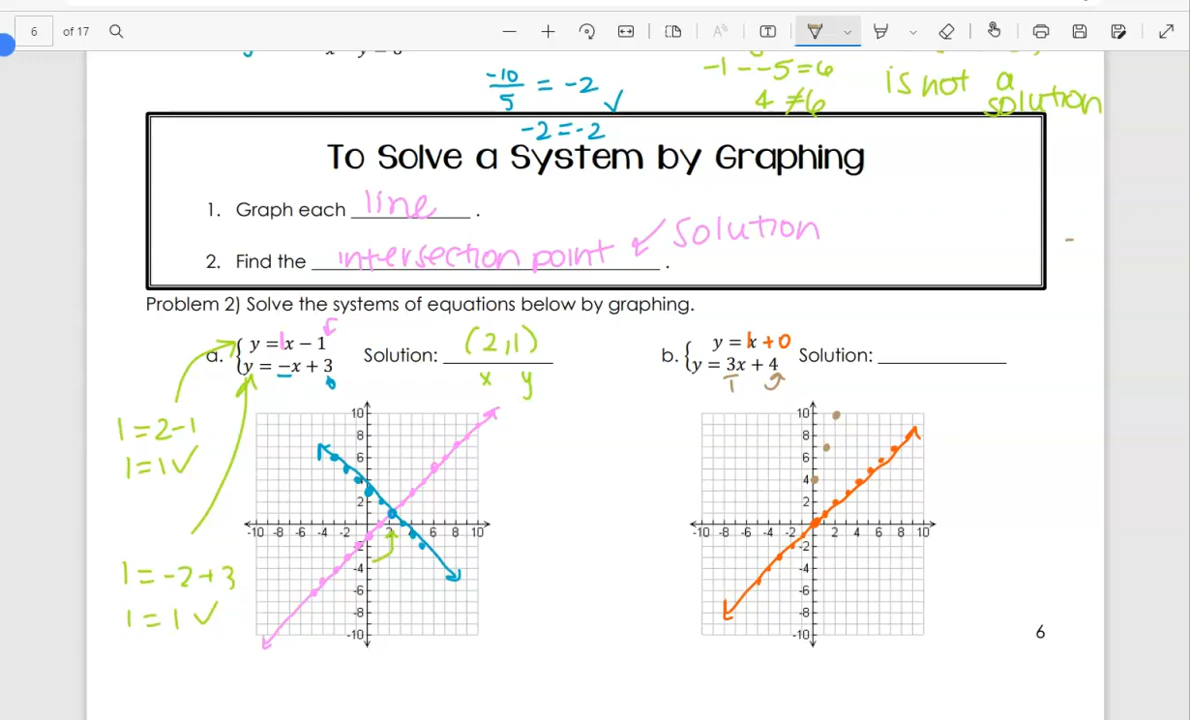 6 of 17
-10/5 = -2 ✓
-2 = -2
-1 - -5 = 6
4 ≠ 6
is not a
solution
To Solve a System by Graphing
1. Graph each line.
2. Find the intersection point. ↙ solution
Problem 2) Solve the systems of equations below by graphing.
a. { y = 1x − 1
y = −x + 3
Solution: (2,1)
x y
1=2-1
1=1✓
1=-2+3
1=1✓
10
8
6
4
2
-10 -8 -6 -4 -2 6 8 10
-2
-4
-6
-8
-10
b. { y = x +0
y = 3x + 4
1
Solution:
10
8
6
4
2
-10 -8 -6 -4 -2 2 4 6 8 10
-2
-4
-6
-8
-10
6